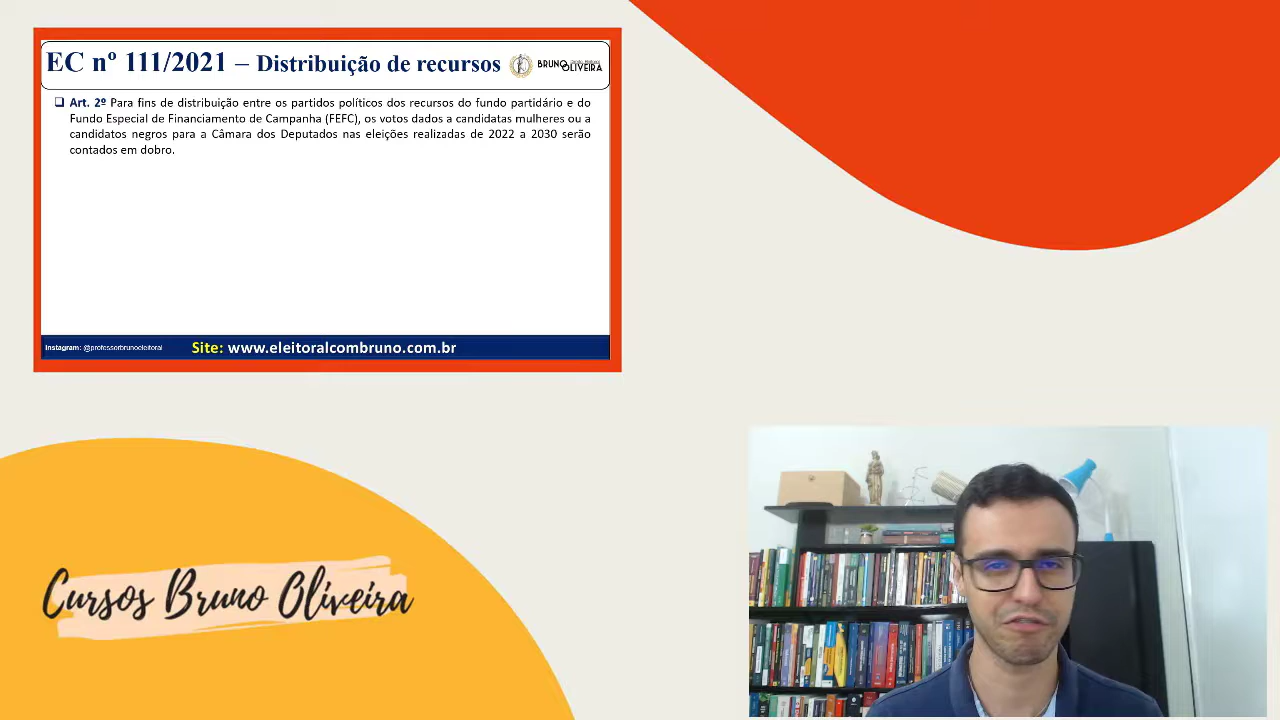 EC nº 111/2021 – Distribuição de recursos
BRUNO
OLIVEIRA
❑ Art. 2º Para fins de distribuição entre os partidos políticos dos recursos do fundo partidário e do
Fundo Especial de Financiamento de Campanha (FEFC), os votos dados a candidatas mulheres ou a
candidatos negros para a Câmara dos Deputados nas eleições realizadas de 2022 a 2030 serão
contados em dobro.
Instagram: @professorbrunoeleitoral Site: www.eleitoralcombruno.com.br
Cursos Bruno Oliveira